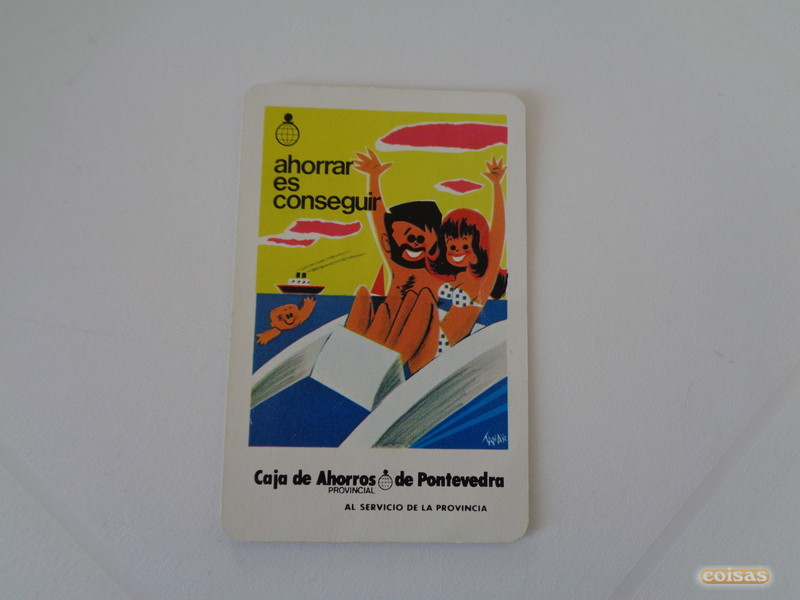 ahorrar
es
conseguir
Caja de Ahorros de Pontevedra
PROVINCIAL
AL SERVICIO DE LA PROVINCIA
coisas